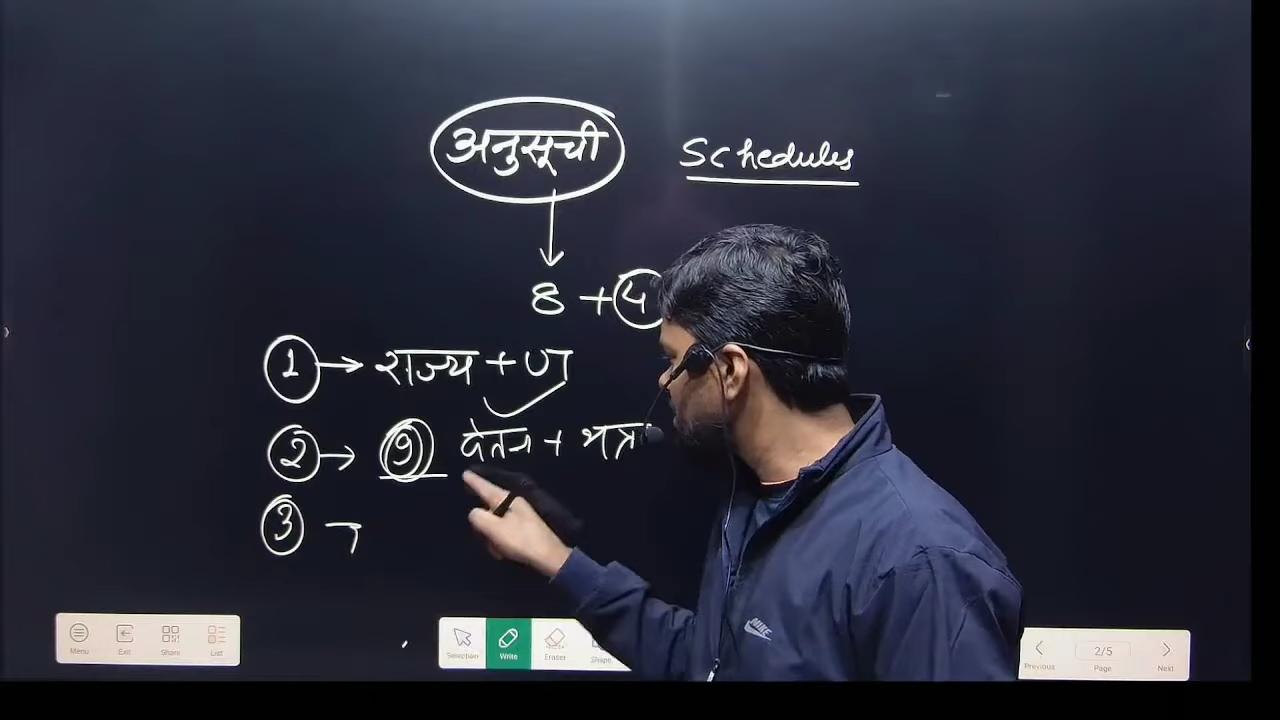 अनुसूची Schedules
8 + 4
1 → राज्य +
2 → 9 वेतन + भत्
3
Menu Exit Share List Selection Write Eraser Shape Previous 2/5 Page Next
NIKE